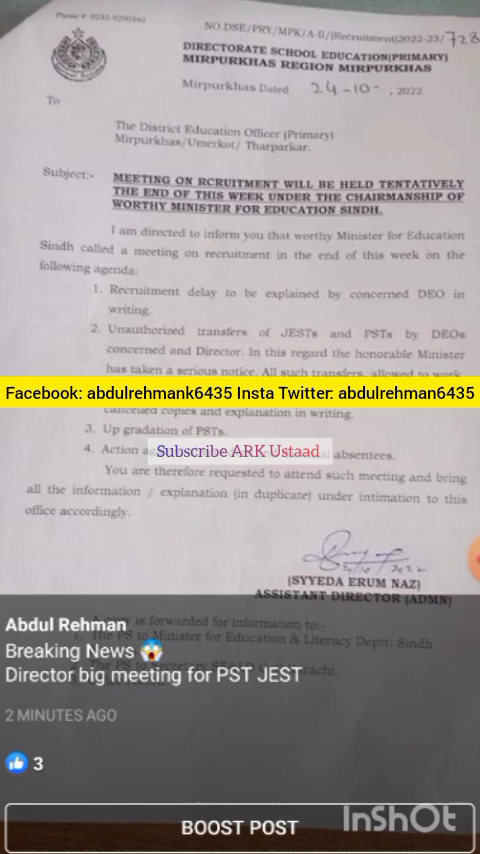 Phone # 0233-9290340
NO.DSE/PRY/MPK/A-II/(Recruitment)2022-23/728
DIRECTORATE SCHOOL EDUCATION(PRIMARY)
MIRPURKHAS REGION MIRPURKHAS
Mirpurkhas Dated 24-10-, 2022.
To
The District Education Officer (Primary)
Mirpurkhas/Umerkot/ Tharparkar.
Subject:- MEETING ON RCRUITMENT WILL BE HELD TENTATIVELY
THE END OF THIS WEEK UNDER THE CHAIRMANSHIP OF
WORTHY MINISTER FOR EDUCATION SINDH.
I am directed to inform you that worthy Minister for Education
Sindh called a meeting on recruitment in the end of this week on the
following agenda:
1. Recruitment delay to be explained by concerned DEO in
writing.
2. Unauthorized transfers of JESTs and PSTs by DEOs
concerned and Director. In this regard the honorable Minister
has taken a serious notice. All such transfers, allowed to work
Facebook: abdulrehmank6435 Insta Twitter: abdulrehman6435
cancelled copies and explanation in writing.
3. Up gradation of PSTs.
4. Action absentees.
Subscribe ARK Ustaad
You are therefore requested to attend such meeting and bring
all the information / explanation (in duplicate) under intimation to this
office accordingly.
(SYYEDA ERUM NAZ)
ASSISTANT DIRECTOR (ADMN)
is forwarded for information to:-
1. The PS to Minister for Education & Literacy Deptt: Sindh
The PS to Secretary
Abdul Rehman
Breaking News 😱
Director big meeting for PST JEST
2 MINUTES AGO
3
BOOST POST
InShOt